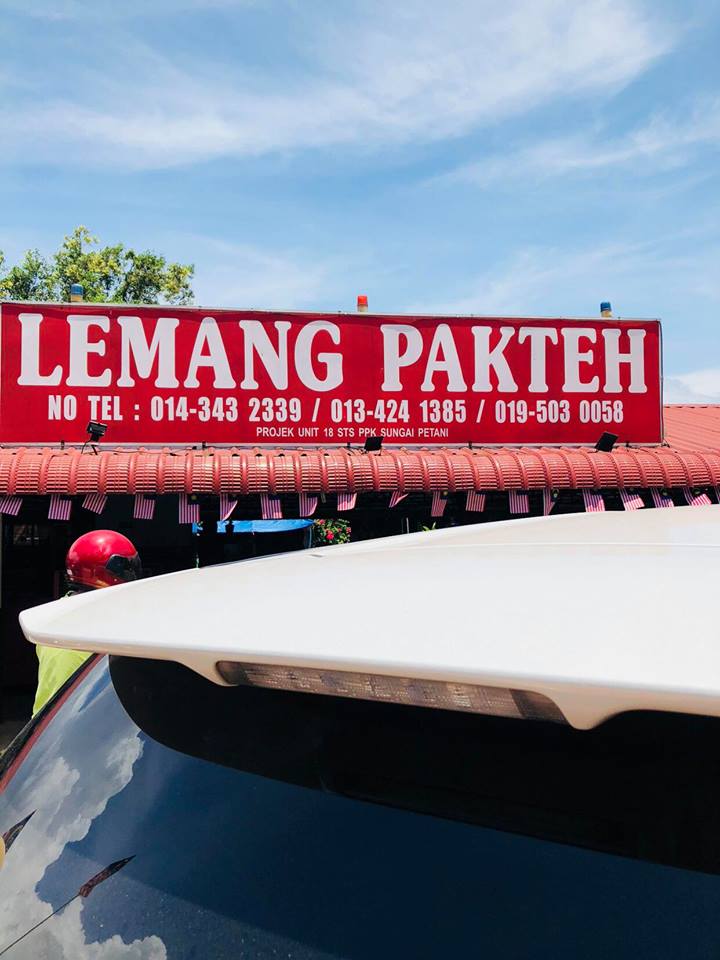 LEMANG PAKTEH
NO TEL : 014-343 2339 / 013-424 1385 / 019-503 0058
PROJEK UNIT 18 STS PPK SUNGAI PETANI